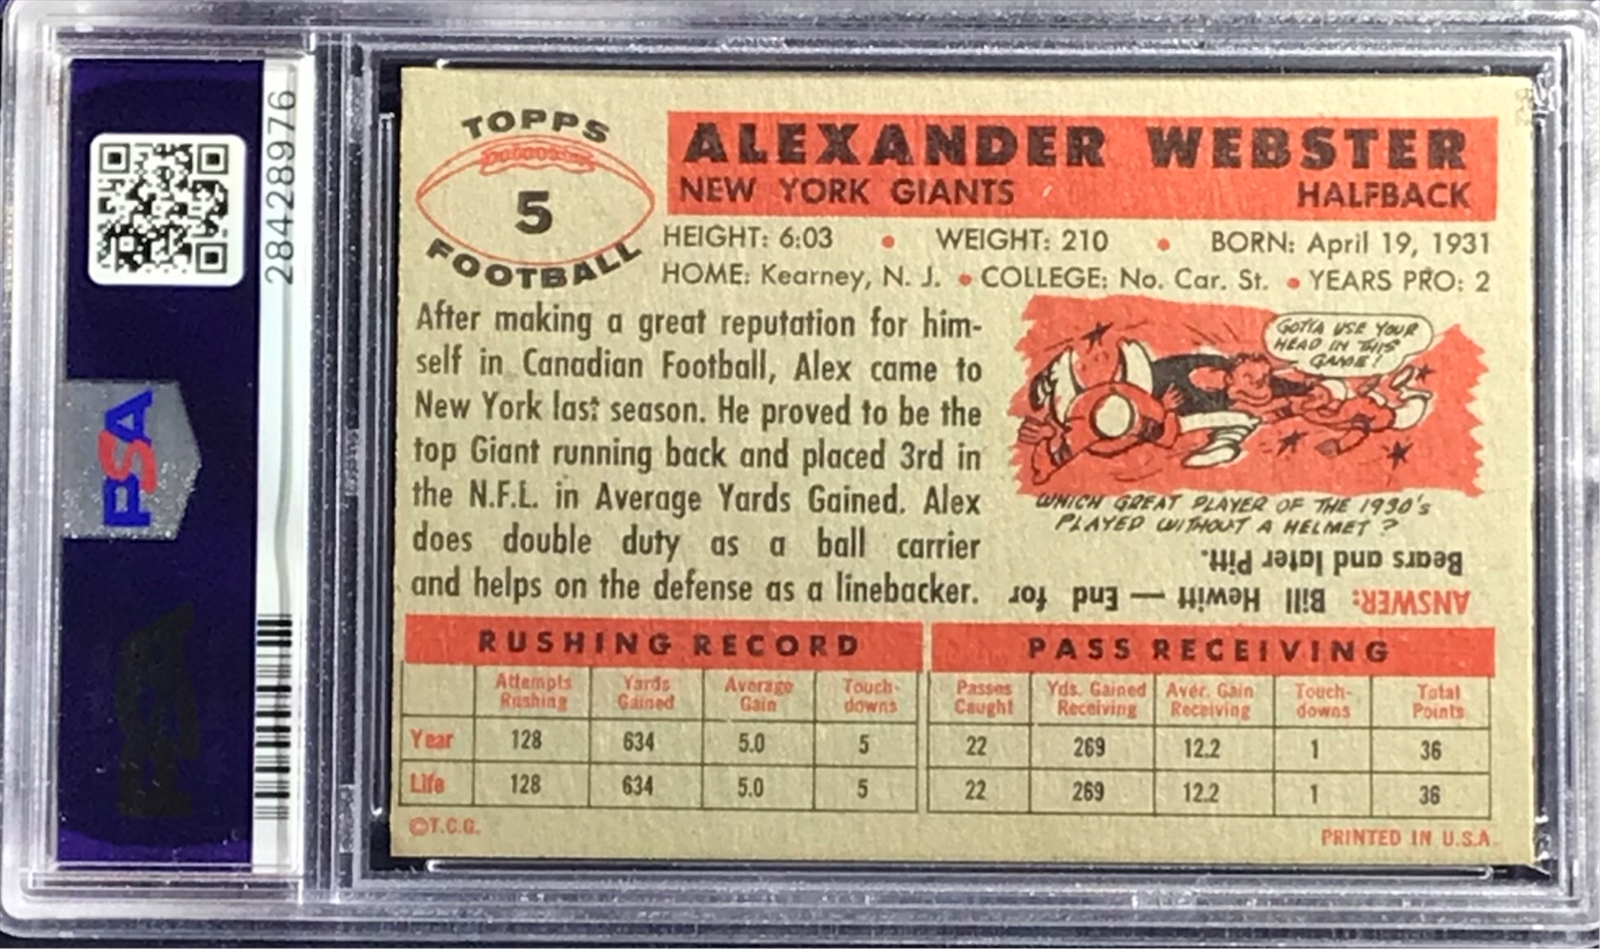 28428976
PSA
PSA
TOPPS
5
FOOTBALL
ALEXANDER WEBSTER
NEW YORK GIANTS HALFBACK
HEIGHT: 6:03 • WEIGHT: 210 • BORN: April 19, 1931
HOME: Kearney, N. J. • COLLEGE: No. Car. St. • YEARS PRO: 2
After making a great reputation for him-
self in Canadian Football, Alex came to
New York last season. He proved to be the
top Giant running back and placed 3rd in
the N.F.L. in Average Yards Gained. Alex
does double duty as a ball carrier
and helps on the defense as a linebacker.
GOTTA USE YOUR
HEAD IN THIS
GAME!
WHICH GREAT PLAYER OF THE 1930's
PLAYED WITHOUT A HELMET?
ANSWER: Bill Hewitt — End for
Bears and later Pitt.
RUSHING RECORD PASS RECEIVING
Attempts Yards Average Touch- Passes Yds. Gained Aver. Gain Touch- Total
Rushing Gained Gain downs Caught Receiving Receiving downs Points
Year 128 634 5.0 5 22 269 12.2 1 36
Life 128 634 5.0 5 22 269 12.2 1 36
©T.C.G. PRINTED IN U.S.A.